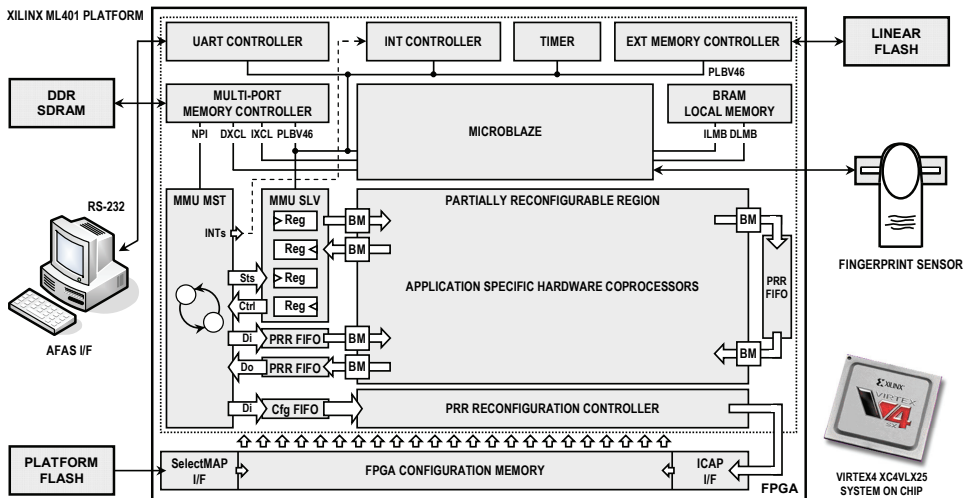 XILINX ML401 PLATFORM
UART CONTROLLER
INT CONTROLLER
TIMER
EXT MEMORY CONTROLLER
LINEAR
FLASH
PLBV46
DDR
SDRAM
MULTI-PORT
MEMORY CONTROLLER
NPI DXCL IXCL PLBV46
MICROBLAZE
BRAM
LOCAL MEMORY
ILMB DLMB
RS-232
MMU MST
INTs
MMU SLV
Reg
Reg
Reg
Reg
Sts
Ctrl
Di
Do
Di
PRR FIFO
PRR FIFO
Cfg FIFO
BM
BM
BM
BM
PARTIALLY RECONFIGURABLE REGION
APPLICATION SPECIFIC HARDWARE COPROCESSORS
BM
BM
PRR
FIFO
FINGERPRINT SENSOR
AFAS I/F
PRR RECONFIGURATION CONTROLLER
PLATFORM
FLASH
SelectMAP
I/F
FPGA CONFIGURATION MEMORY
ICAP
I/F
FPGA
XILINX
VIRTEX
V4
SX
VIRTEX4 XC4VLX25
SYSTEM ON CHIP